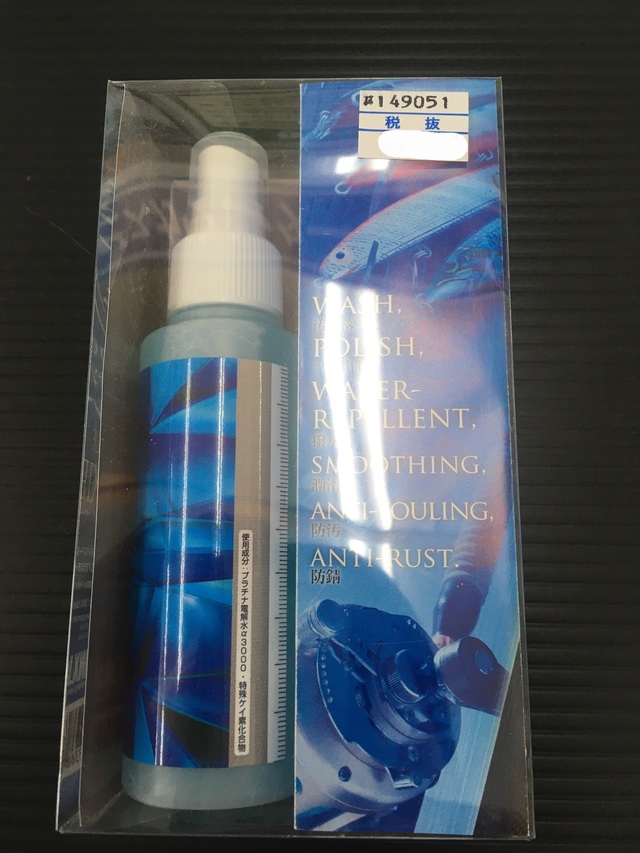 #149051
税 抜
WASH,
POLISH,
WATER-
REPELLENT,
SMOOTHING,
ANTI-FOULING,
防汚
ANTI-RUST.
防錆
使用成分：プラチナ電解水α3000・特殊ケイ素化合物